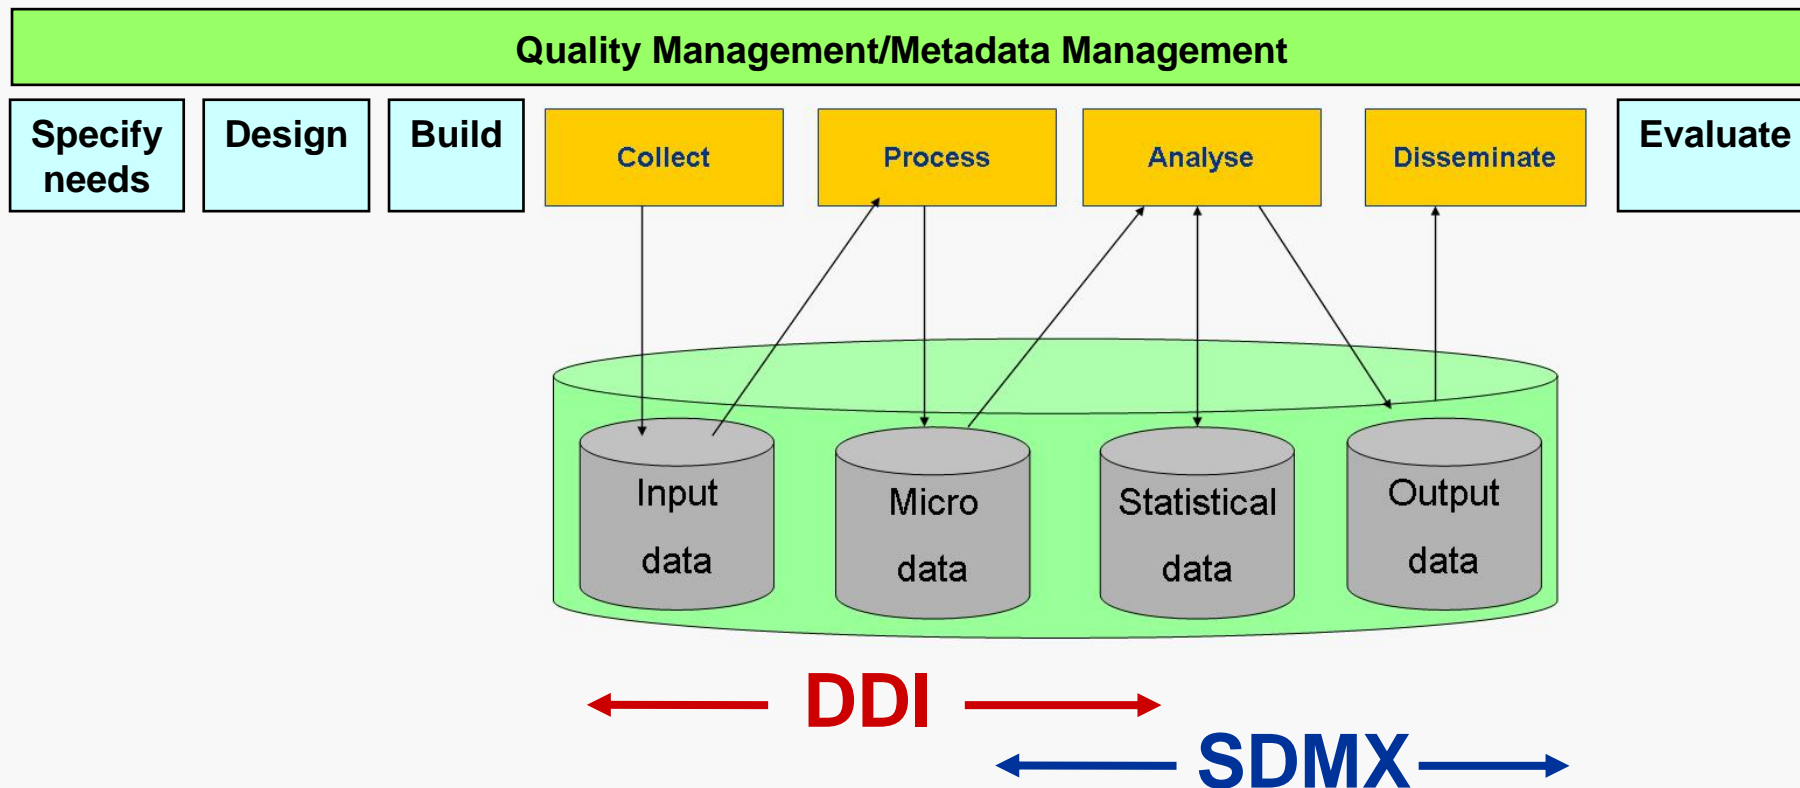 Quality Management/Metadata Management
Specify
needs
Design
Build
Collect
Process
Analyse
Disseminate
Evaluate
Input
data
Micro
data
Statistical
data
Output
data
DDI
SDMX